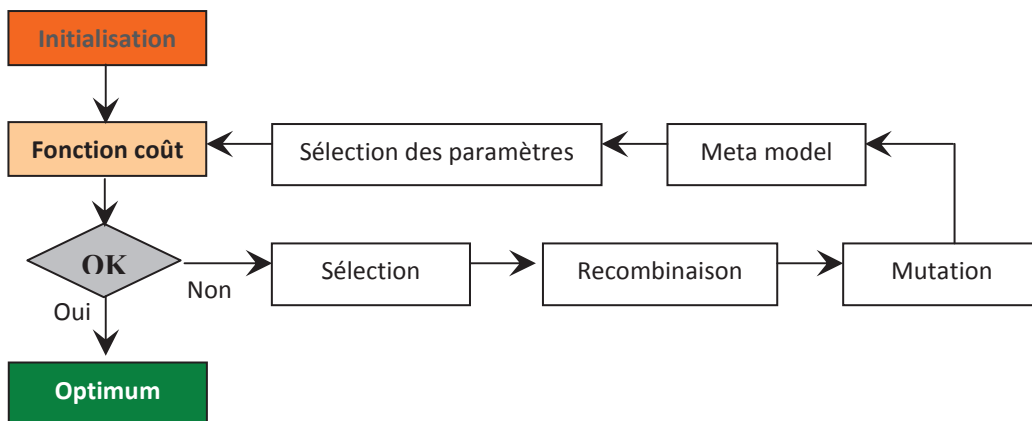 Initialisation
Fonction coût
Sélection des paramètres
Meta model
OK
Non
Sélection
Recombinaison
Mutation
Oui
Optimum